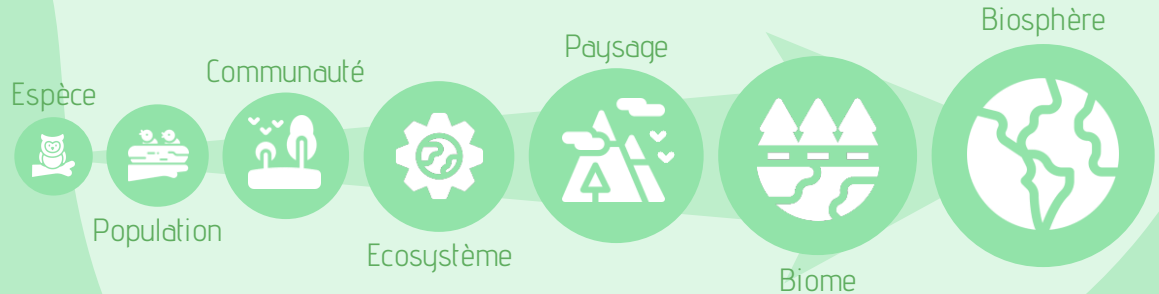 Espèce
Population
Communauté
Ecosystème
Paysage
Biome
Biosphère